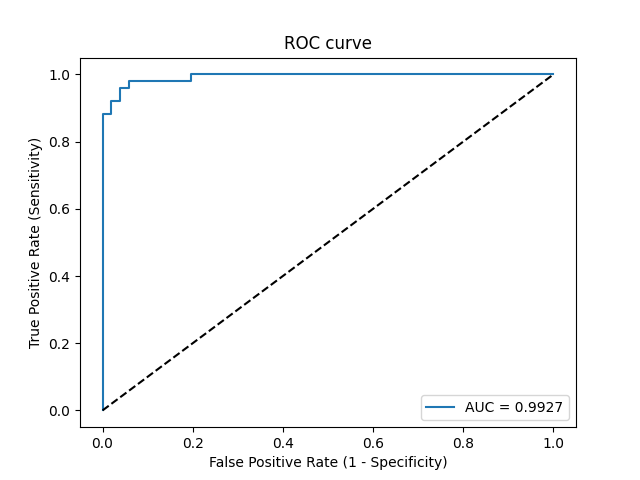 ROC curve
True Positive Rate (Sensitivity)
1.0
0.8
0.6
0.4
0.2
0.0
AUC = 0.9927
0.0 0.2 0.4 0.6 0.8 1.0
False Positive Rate (1 - Specificity)